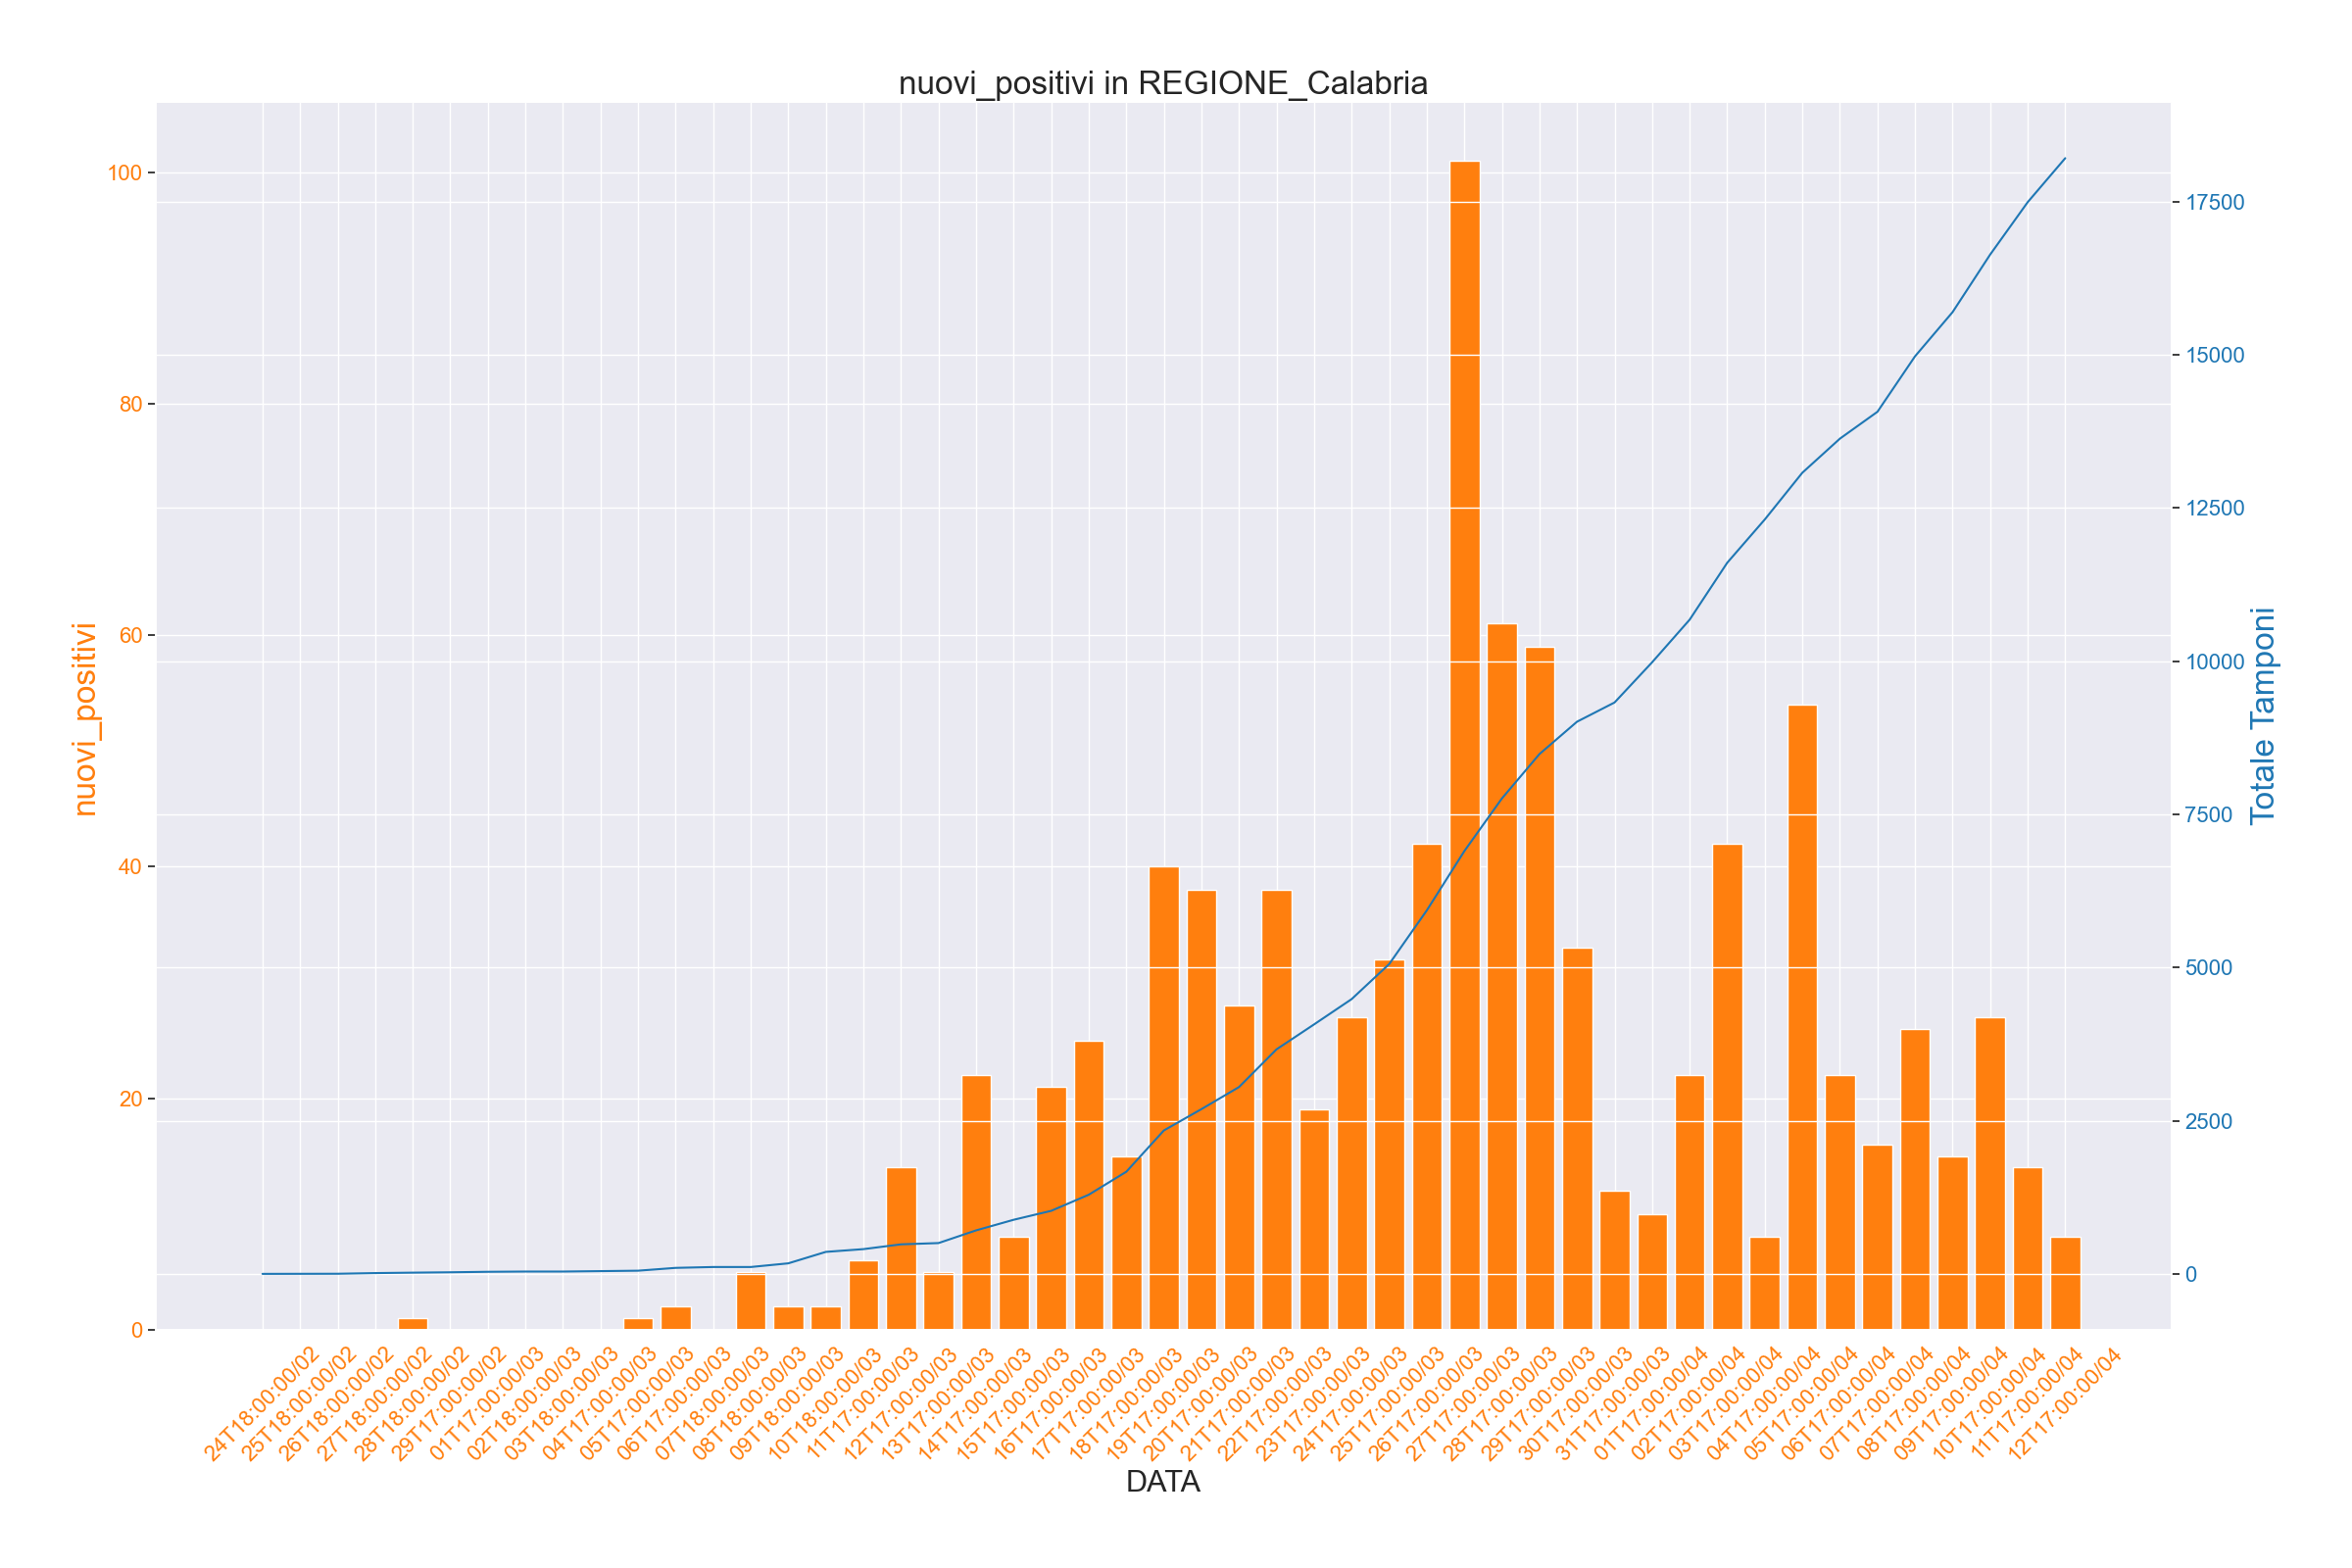 nuovi_positivi in REGIONE_Calabria
100
80
60
40
20
0
nuovi_positivi
17500
15000
12500
10000
7500
5000
2500
0
Totale Tamponi
24T18:00:00/02
25T18:00:00/02
26T18:00:00/02
27T18:00:00/02
28T18:00:00/02
29T17:00:00/02
01T17:00:00/03
02T18:00:00/03
03T18:00:00/03
04T17:00:00/03
05T17:00:00/03
06T17:00:00/03
07T18:00:00/03
08T18:00:00/03
09T18:00:00/03
10T18:00:00/03
11T17:00:00/03
12T17:00:00/03
13T17:00:00/03
14T17:00:00/03
15T17:00:00/03
16T17:00:00/03
17T17:00:00/03
18T17:00:00/03
19T17:00:00/03
20T17:00:00/03
21T17:00:00/03
22T17:00:00/03
23T17:00:00/03
24T17:00:00/03
25T17:00:00/03
26T17:00:00/03
27T17:00:00/03
28T17:00:00/03
29T17:00:00/03
30T17:00:00/03
31T17:00:00/03
01T17:00:00/04
02T17:00:00/04
03T17:00:00/04
04T17:00:00/04
05T17:00:00/04
06T17:00:00/04
07T17:00:00/04
08T17:00:00/04
09T17:00:00/04
10T17:00:00/04
11T17:00:00/04
12T17:00:00/04
DATA